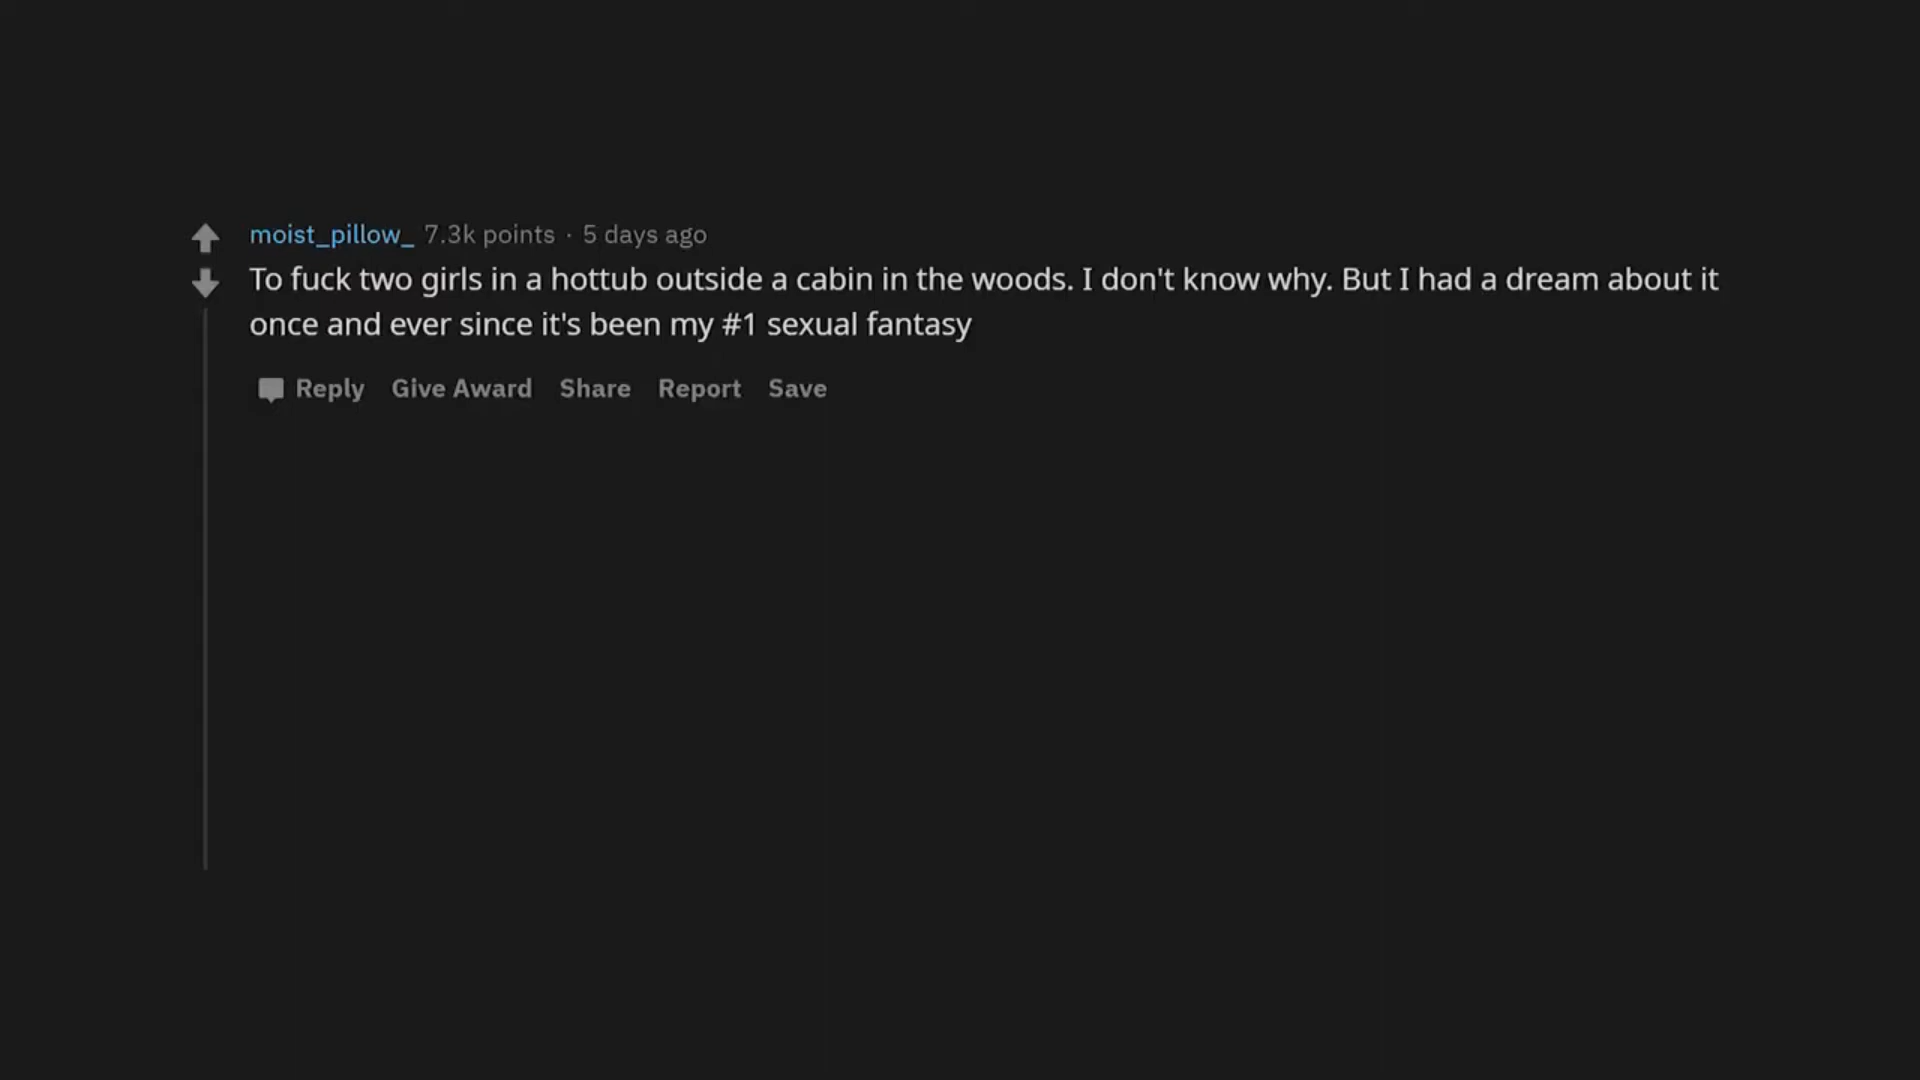 moist_pillow_ 7.3k points · 5 days ago
To fuck two girls in a hottub outside a cabin in the woods. I don't know why. But I had a dream about it
once and ever since it's been my #1 sexual fantasy
Reply Give Award Share Report Save